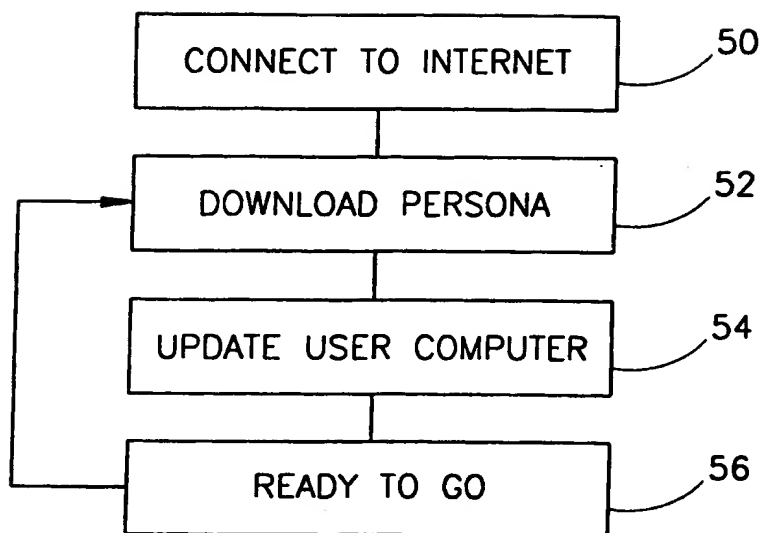 CONNECT TO INTERNET 50
DOWNLOAD PERSONA 52
UPDATE USER COMPUTER 54
READY TO GO 56